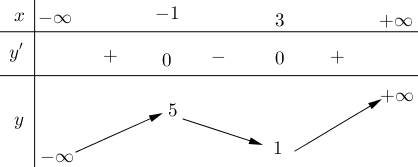 x −∞ −1 3 +∞
y′ + 0 − 0 + 
5 +∞
y
−∞ 1